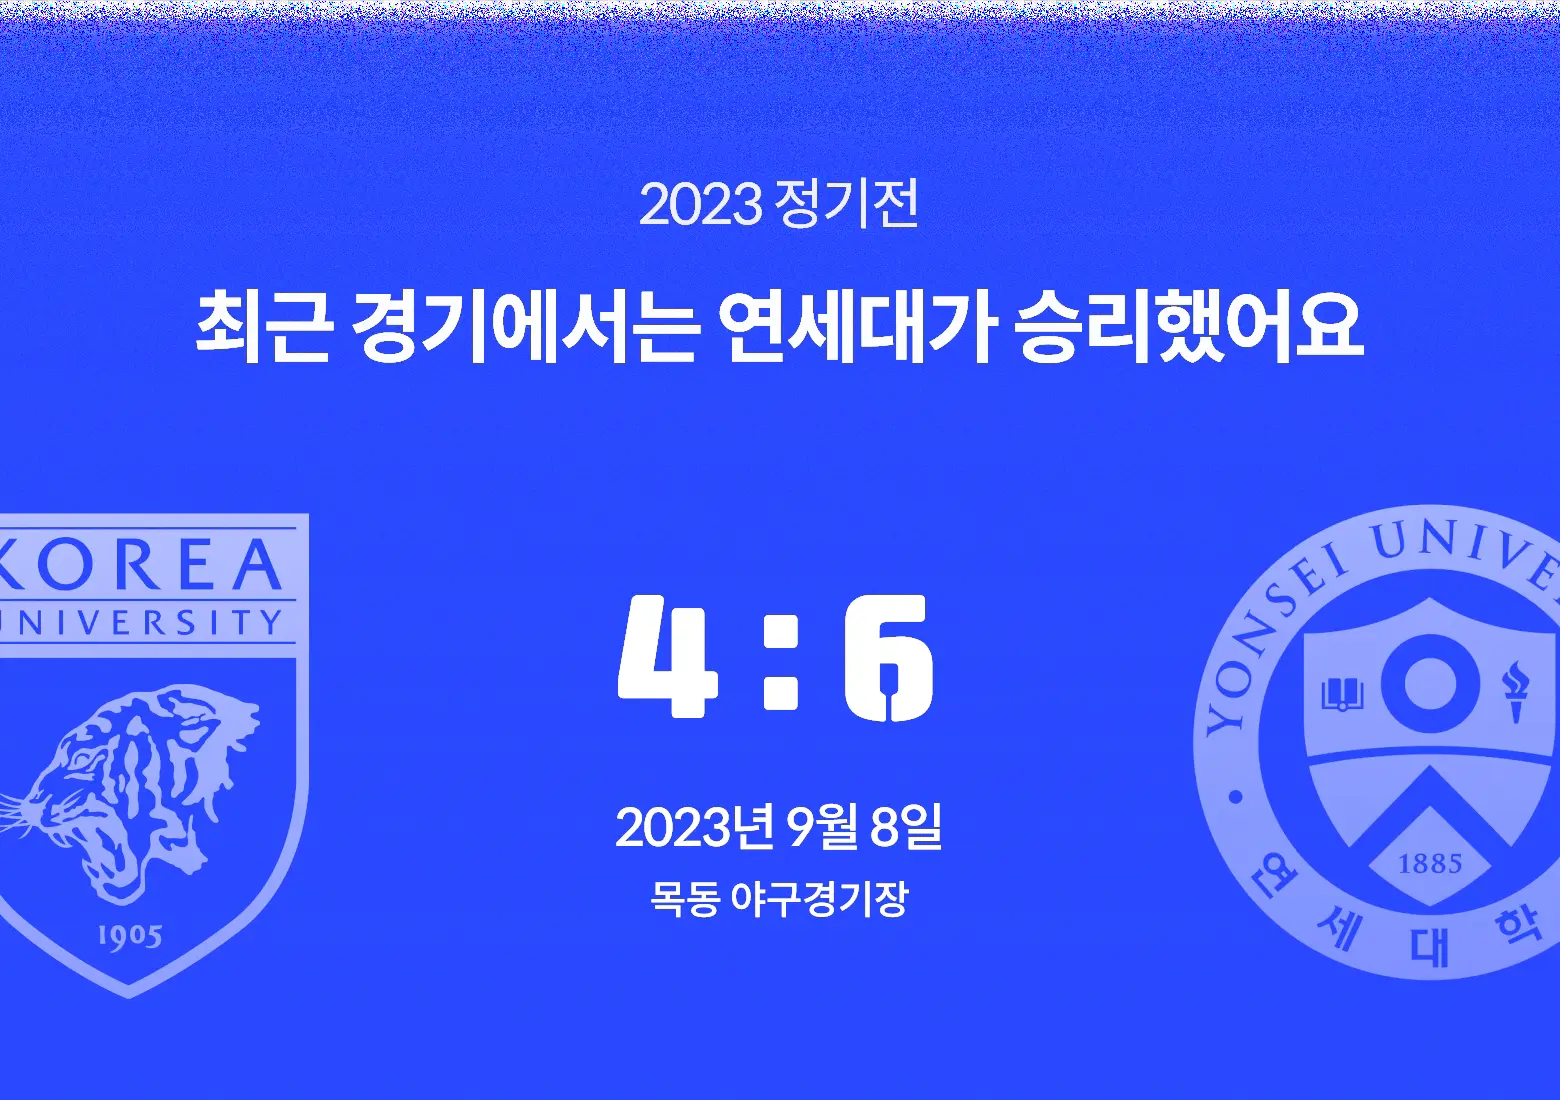 2023 정기전
최근 경기에서는 연세대가 승리했어요
KOREA
UNIVERSITY
1905
4 : 6
2023년 9월 8일
목동 야구경기장
YONSEI UNIVE
1885
연세대학